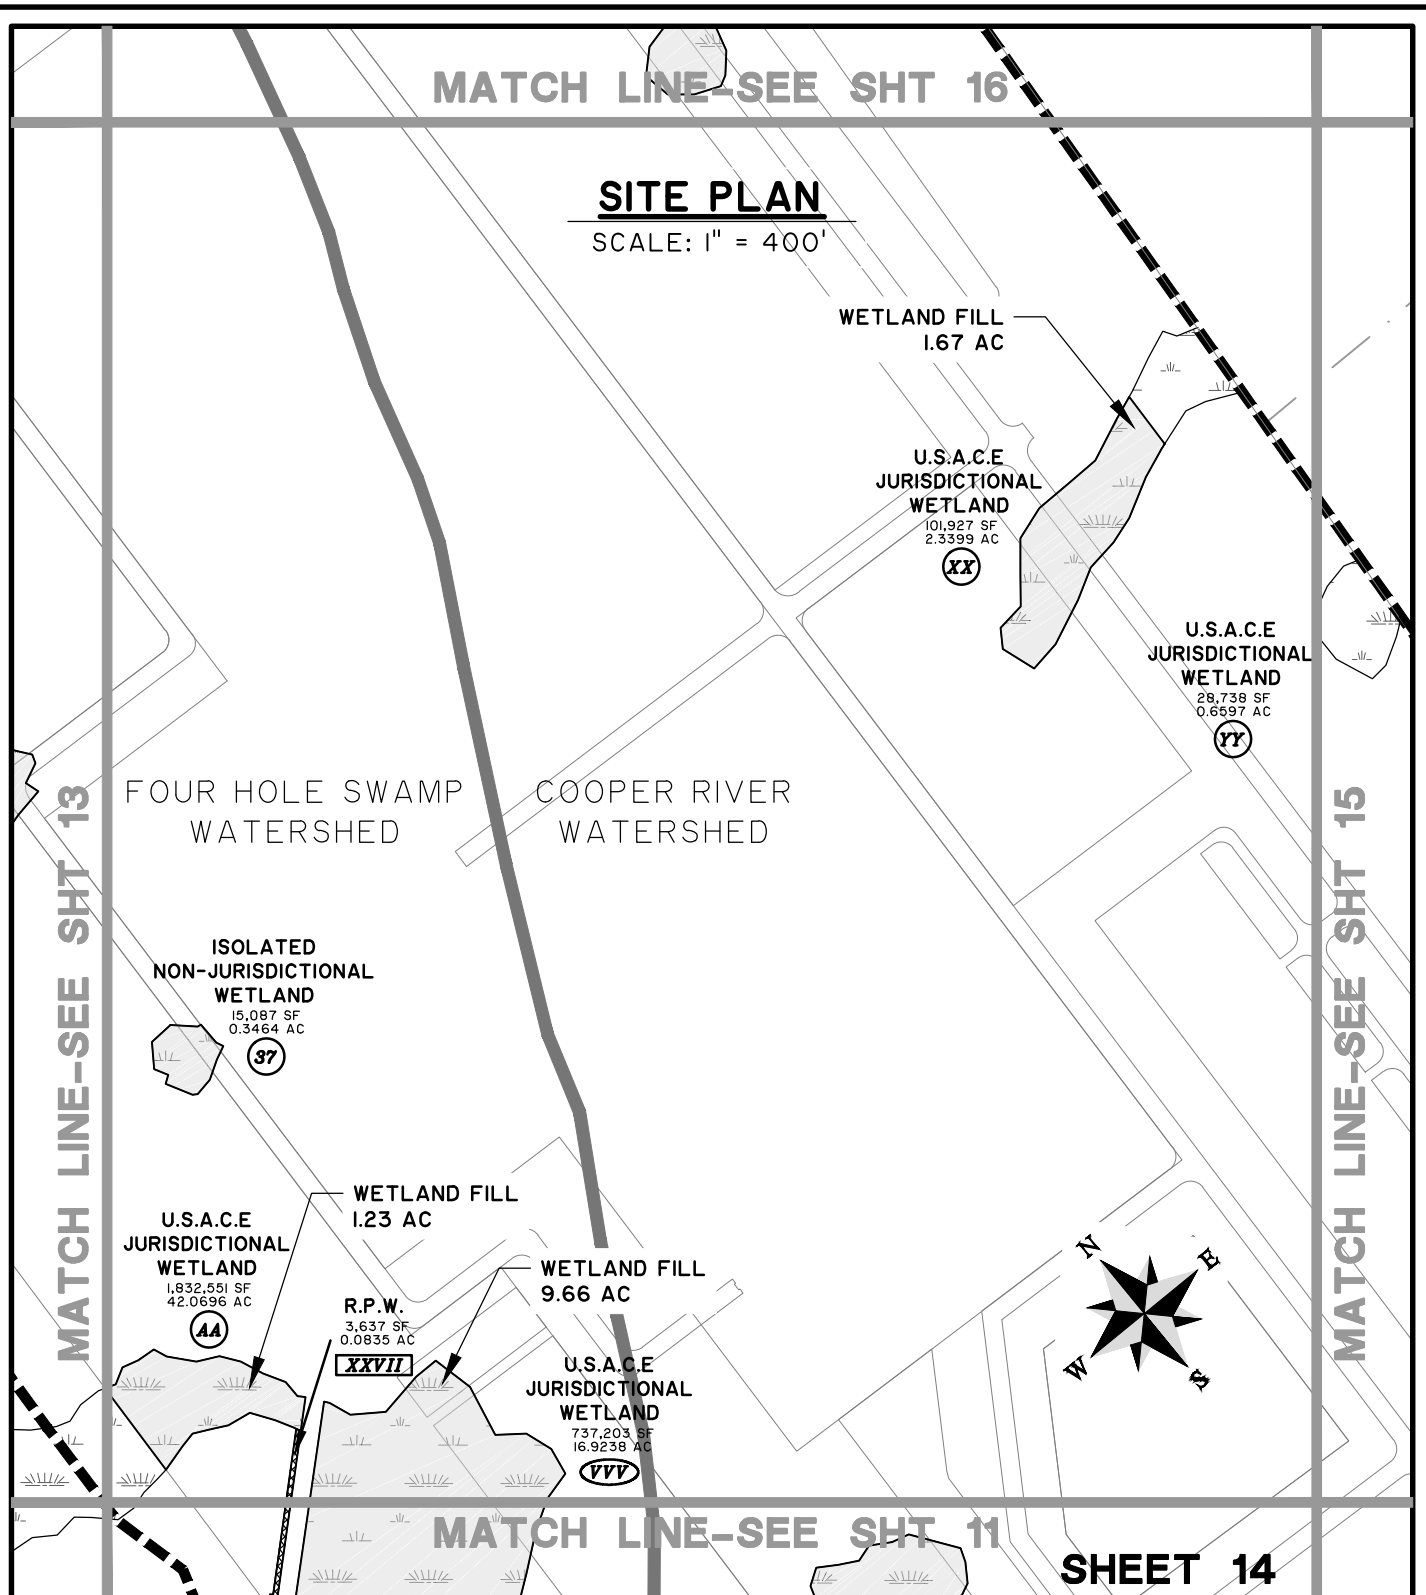 MATCH LINE-SEE SHT 16
SITE PLAN
SCALE: 1" = 400'
WETLAND FILL
1.67 AC
U.S.A.C.E
JURISDICTIONAL
WETLAND
101,927 SF
2.3399 AC
XX
U.S.A.C.E
JURISDICTIONAL
WETLAND
28,738 SF
0.6597 AC
YY
FOUR HOLE SWAMP
WATERSHED
COOPER RIVER
WATERSHED
MATCH LINE-SEE SHT 13
MATCH LINE-SEE SHT 15
ISOLATED
NON-JURISDICTIONAL
WETLAND
15,087 SF
0.3464 AC
37
WETLAND FILL
1.23 AC
U.S.A.C.E
JURISDICTIONAL
WETLAND
1,832,551 SF
42.0696 AC
AA
WETLAND FILL
9.66 AC
R.P.W.
3,637 SF
0.0835 AC
XXVII
U.S.A.C.E
JURISDICTIONAL
WETLAND
737,203 SF
16.9238 AC
VVV
N
E
W
S
MATCH LINE-SEE SHT 11
SHEET 14